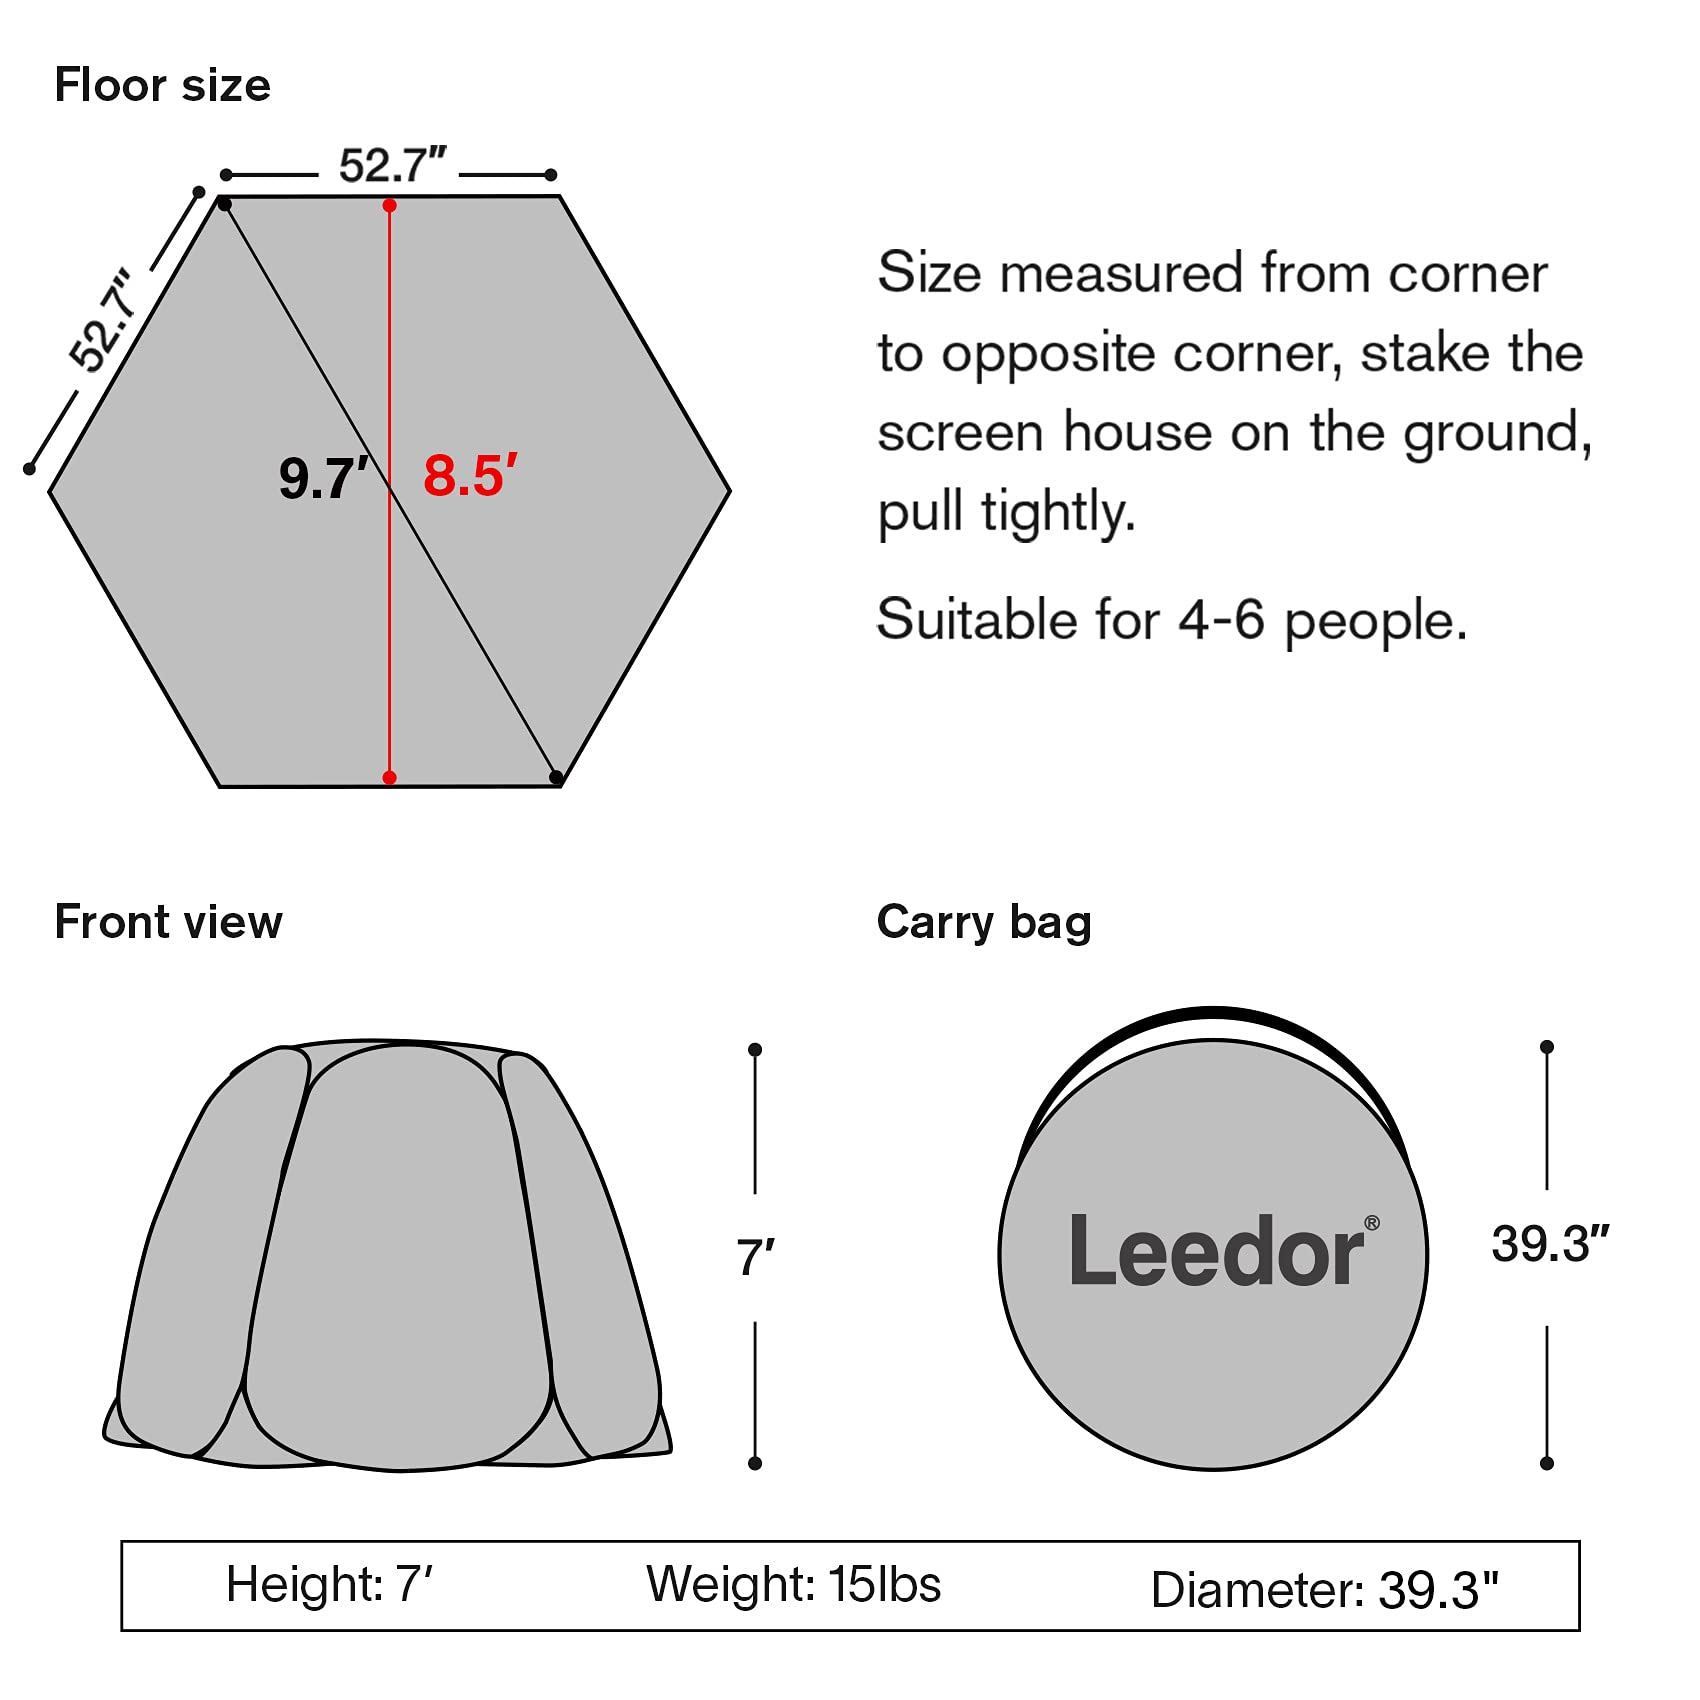 Floor size
52.7″
52.7″
9.7′
8.5′
Size measured from corner
to opposite corner, stake the
screen house on the ground,
pull tightly.
Suitable for 4-6 people.
Front view
7′
Carry bag
Leedor®
39.3″
Height: 7′
Weight: 15lbs
Diameter: 39.3"